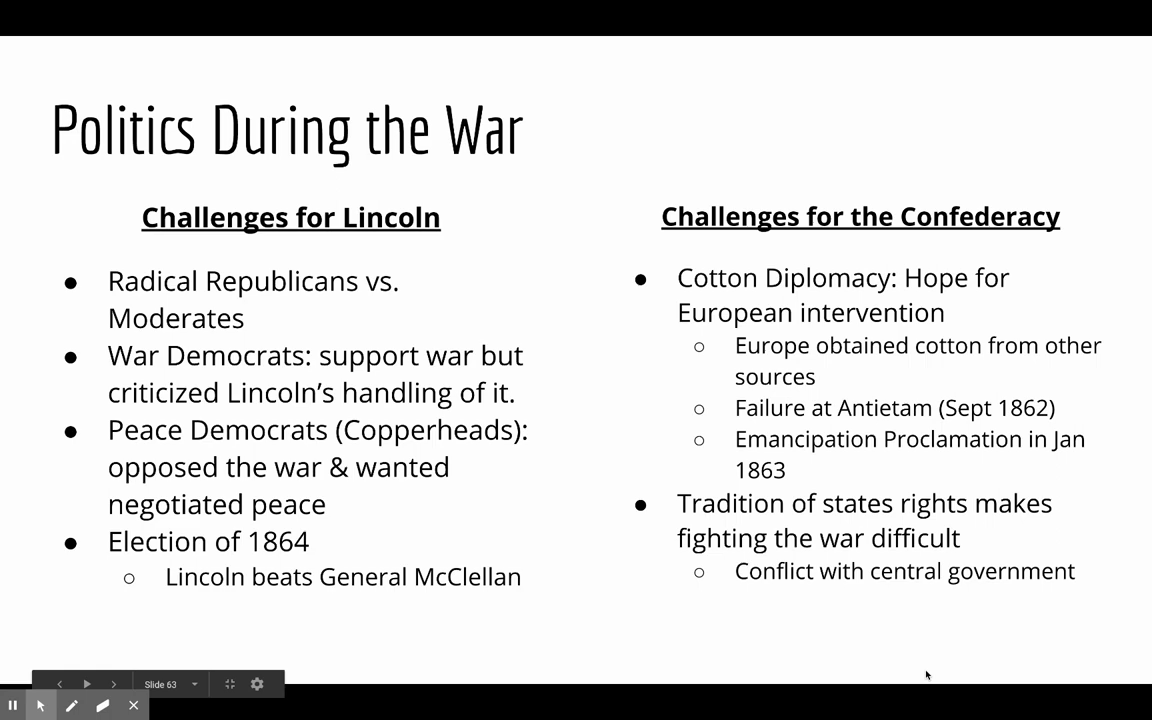 Politics During the War
Challenges for Lincoln
● Radical Republicans vs.
Moderates
● War Democrats: support war but
criticized Lincoln’s handling of it.
● Peace Democrats (Copperheads):
opposed the war & wanted
negotiated peace
● Election of 1864
○ Lincoln beats General McClellan
Challenges for the Confederacy
● Cotton Diplomacy: Hope for
European intervention
○ Europe obtained cotton from other
sources
○ Failure at Antietam (Sept 1862)
○ Emancipation Proclamation in Jan
1863
● Tradition of states rights makes
fighting the war difficult
○ Conflict with central government
Slide 63